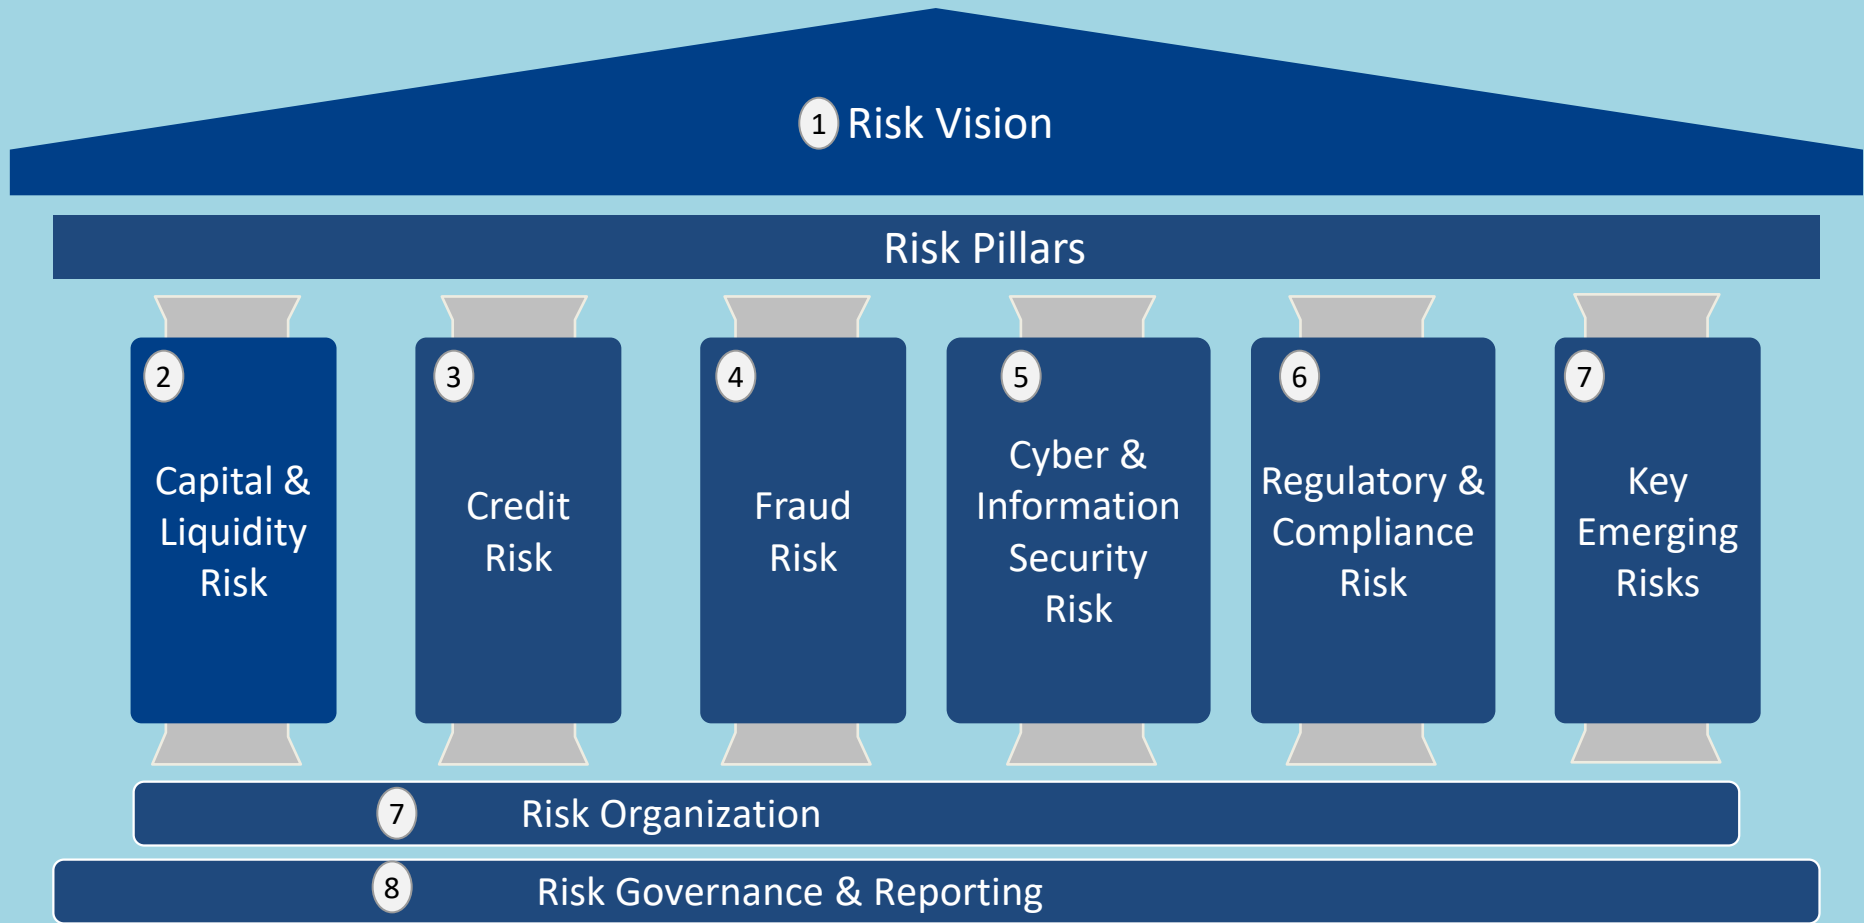 1 Risk Vision
Risk Pillars
2
Capital &
Liquidity
Risk
3
Credit
Risk
4
Fraud
Risk
5
Cyber &
Information
Security
Risk
6
Regulatory &
Compliance
Risk
7
Key
Emerging
Risks
7 Risk Organization
8 Risk Governance & Reporting